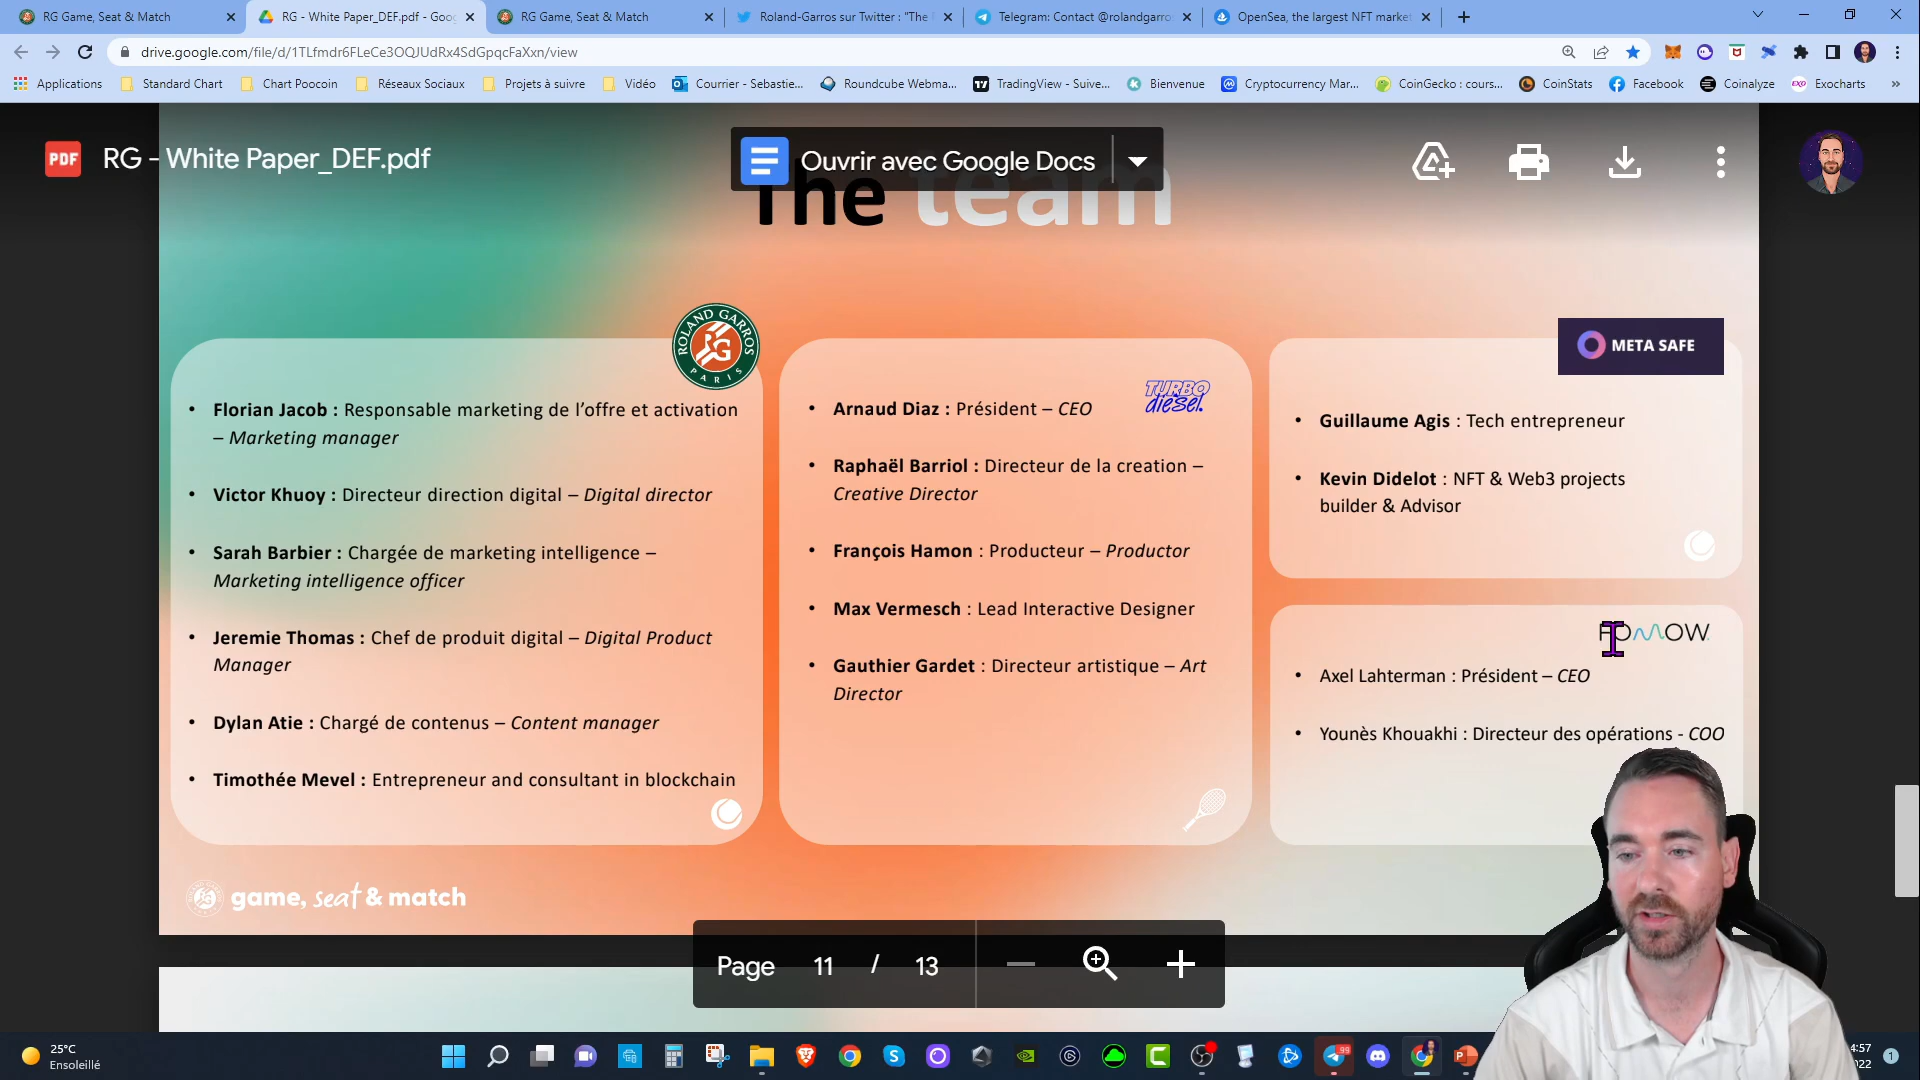 RG Game, Seat & Match
RG - White Paper_DEF.pdf - Goo
RG Game, Seat & Match
Roland-Garros sur Twitter : "The
Telegram: Contact @rolandgarro
OpenSea, the largest NFT market
drive.google.com/file/d/1TLfmdr6FLeCe3OQJUdRx4SdGpqcFaXxn/view
Applications
Standard Chart
Chart Poocoin
Réseaux Sociaux
Projets à suivre
Vidéo
Courrier - Sebastie...
Roundcube Webma...
TradingView - Suive...
Bienvenue
Cryptocurrency Mar...
CoinGecko : cours...
CoinStats
Facebook
Coinalyze
Exocharts
»
PDF
RG - White Paper_DEF.pdf
Ouvrir avec Google Docs
The team
ROLAND GARROS
RG
PARIS
• Florian Jacob : Responsable marketing de l’offre et activation
– Marketing manager
• Victor Khuoy : Directeur direction digital – Digital director
• Sarah Barbier : Chargée de marketing intelligence –
Marketing intelligence officer
• Jeremie Thomas : Chef de produit digital – Digital Product
Manager
• Dylan Atie : Chargé de contenus – Content manager
• Timothée Mevel : Entrepreneur and consultant in blockchain
TURBO
diesel.
• Arnaud Diaz : Président – CEO
• Raphaël Barriol : Directeur de la creation –
Creative Director
• François Hamon : Producteur – Productor
• Max Vermesch : Lead Interactive Designer
• Gauthier Gardet : Directeur artistique – Art
Director
META SAFE
• Guillaume Agis : Tech entrepreneur
• Kevin Didelot : NFT & Web3 projects
builder & Advisor
• Axel Lahterman : Président – CEO
• Younès Khouakhi : Directeur des opérations - COO
game, seat & match
Page 11 / 13
25°C
Ensoleillé
99
4:57
2022
1